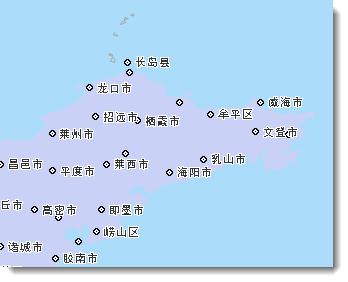 长岛县
龙口市
威海市
招远市
栖霞市
牟平区
莱州市
文登市
昌邑市
平度市
莱西市
乳山市
海阳市
丘市
高密市
即墨市
崂山区
诸城市
胶南市